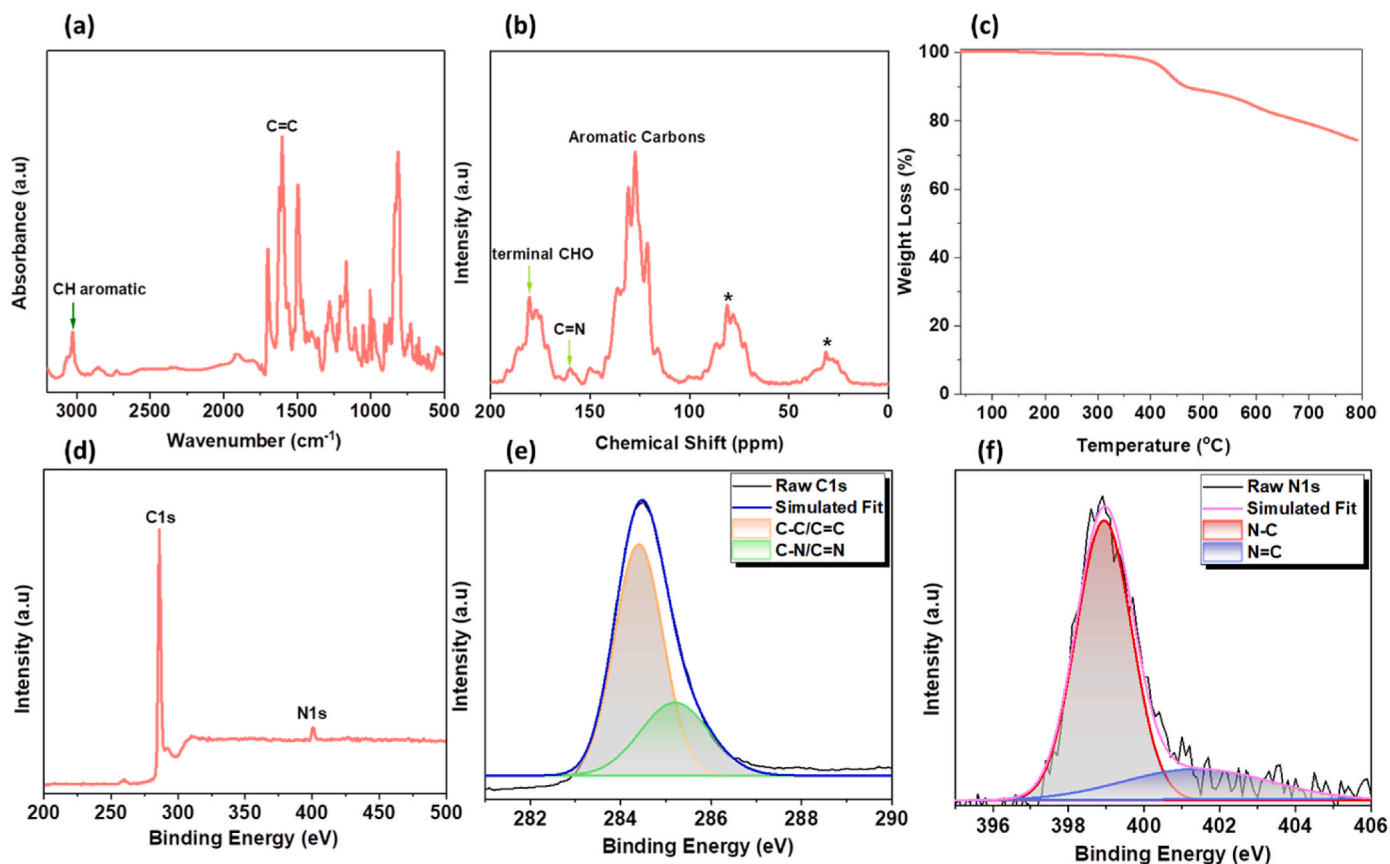 (a)
Absorbance (a.u)
C=C
CH aromatic
3000 2500 2000 1500 1000 500
Wavenumber (cm-1)
(b)
Intensity (a.u)
Aromatic Carbons
terminal CHO
C=N
*
*
200 150 100 50 0
Chemical Shift (ppm)
(c)
Weight Loss (%)
100
80
60
40
20
0
100 200 300 400 500 600 700 800
Temperature (oC)
(d)
Intensity (a.u)
C1s
N1s
200 250 300 350 400 450 500
Binding Energy (eV)
(e)
Intensity (a.u)
Raw C1s
Simulated Fit
C-C/C=C
C-N/C=N
282 284 286 288 290
Binding Energy (eV)
(f)
Intensity (a.u)
Raw N1s
Simulated Fit
N-C
N=C
396 398 400 402 404 406
Binding Energy (eV)